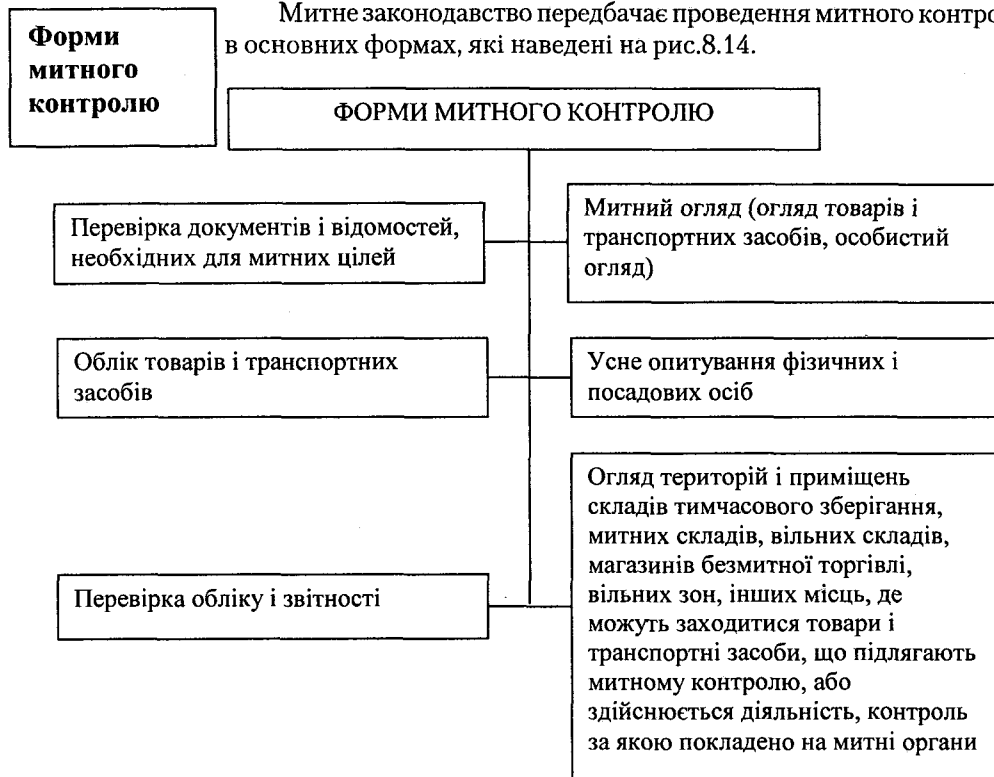 Форми
митного
контролю
Митне законодавство передбачає проведення митного контро
в основних формах, які наведені на рис.8.14.
ФОРМИ МИТНОГО КОНТРОЛЮ
Перевірка документів і відомостей,
необхідних для митних цілей
Митний огляд (огляд товарів і
транспортних засобів, особистий
огляд)
Облік товарів і транспортних
засобів
Усне опитування фізичних і
посадових осіб
Перевірка обліку і звітності
Огляд територій і приміщень
складів тимчасового зберігання,
митних складів, вільних складів,
магазинів безмитної торгівлі,
вільних зон, інших місць, де
можуть заходитися товари і
транспортні засоби, що підлягають
митному контролю, або
здійснюється діяльність, контроль
за якою покладено на митні органи